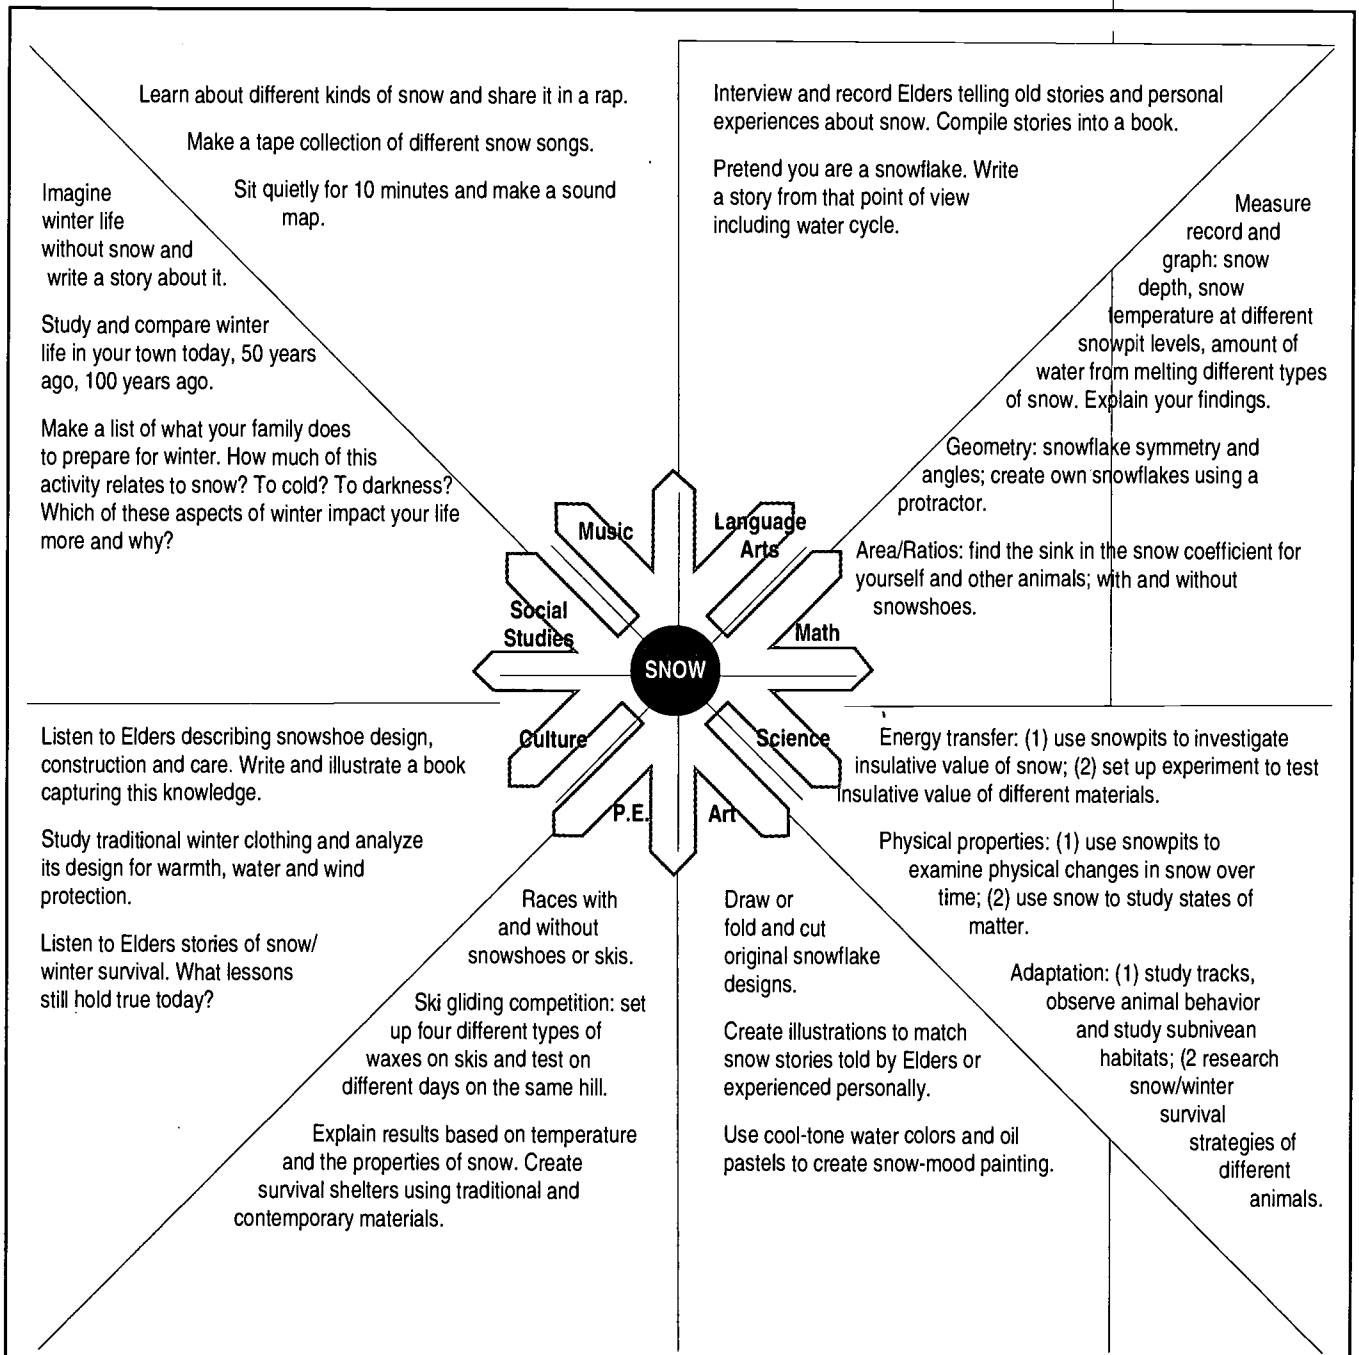 Learn about different kinds of snow and share it in a rap.
Make a tape collection of different snow songs.
Sit quietly for 10 minutes and make a sound
map.
Interview and record Elders telling old stories and personal
experiences about snow. Compile stories into a book.
Pretend you are a snowflake. Write
a story from that point of view
including water cycle.
Imagine
winter life
without snow and
write a story about it.
Study and compare winter
life in your town today, 50 years
ago, 100 years ago.
Make a list of what your family does
to prepare for winter. How much of this
activity relates to snow? To cold? To darkness?
Which of these aspects of winter impact your life
more and why?
Measure
record and
graph: snow
depth, snow
temperature at different
snowpit levels, amount of
water from melting different types
of snow. Explain your findings.
Geometry: snowflake symmetry and
angles; create own snowflakes using a
protractor.
Area/Ratios: find the sink in the snow coefficient for
yourself and other animals; with and without
snowshoes.
Music
Language
Arts
Social
Studies
Math
SNOW
Culture
Science
P.E.
Art
Listen to Elders describing snowshoe design,
construction and care. Write and illustrate a book
capturing this knowledge.
Study traditional winter clothing and analyze
its design for warmth, water and wind
protection.
Listen to Elders stories of snow/
winter survival. What lessons
still hold true today?
Races with
and without
snowshoes or skis.
Ski gliding competition: set
up four different types of
waxes on skis and test on
different days on the same hill.
Explain results based on temperature
and the properties of snow. Create
survival shelters using traditional and
contemporary materials.
Draw or
fold and cut
original snowflake
designs.
Create illustrations to match
snow stories told by Elders or
experienced personally.
Use cool-tone water colors and oil
pastels to create snow-mood painting.
Energy transfer: (1) use snowpits to investigate
insulative value of snow; (2) set up experiment to test
insulative value of different materials.
Physical properties: (1) use snowpits to
examine physical changes in snow over
time; (2) use snow to study states of
matter.
Adaptation: (1) study tracks,
observe animal behavior
and study subnivean
habitats; (2 research
snow/winter
survival
strategies of
different
animals.